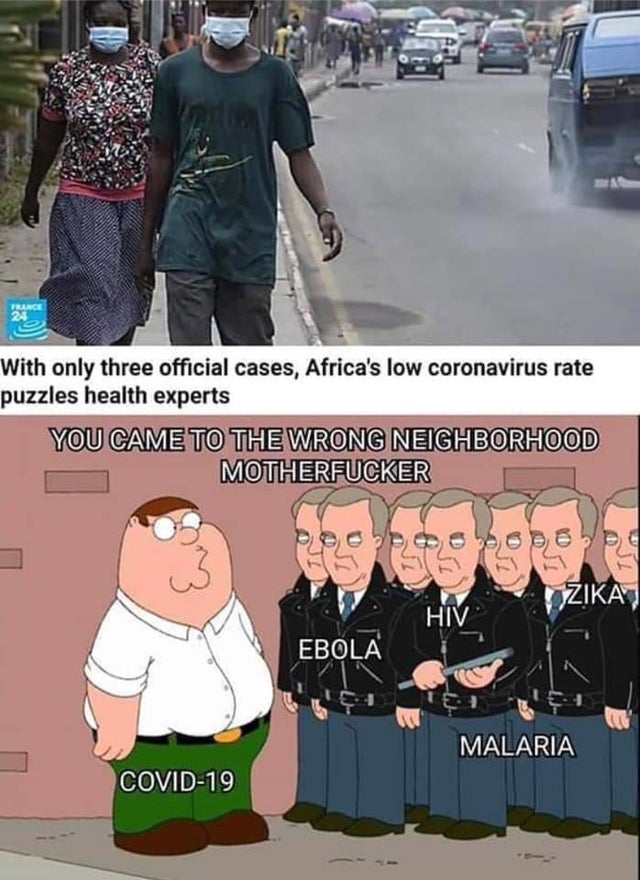 FRANCE
24
With only three official cases, Africa's low coronavirus rate
puzzles health experts
YOU CAME TO THE WRONG NEIGHBORHOOD
MOTHERFUCKER
ZIKA
HIV
EBOLA
MALARIA
COVID-19